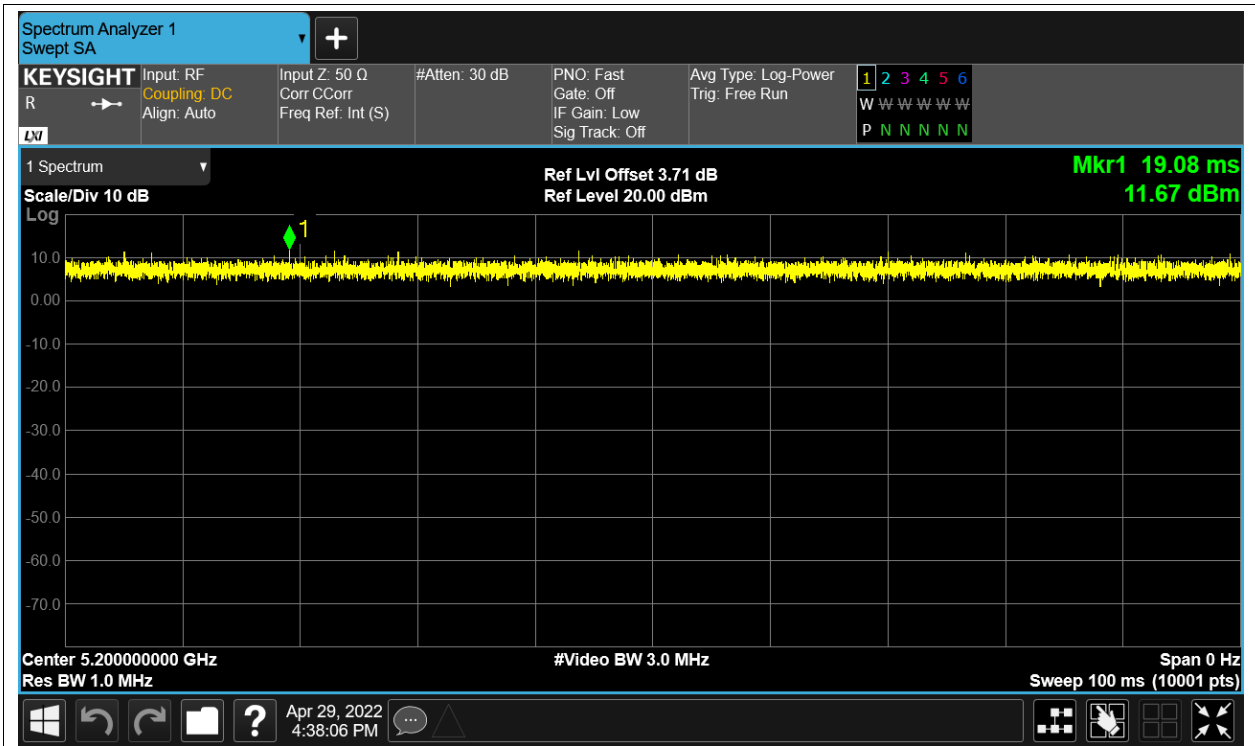 Spectrum Analyzer 1
Swept SA
+
KEYSIGHT Input: RF Input Z: 50 Ω #Atten: 30 dB PNO: Fast Avg Type: Log-Power 1 2 3 4 5 6
R Coupling: DC Corr CCorr Gate: Off Trig: Free Run W W W W W W
Align: Auto Freq Ref: Int (S) IF Gain: Low
LXI Sig Track: Off P N N N N N
1 Spectrum Ref Lvl Offset 3.71 dB Mkr1 19.08 ms
Scale/Div 10 dB Ref Level 20.00 dBm 11.67 dBm
Log
1
10.0
0.00
-10.0
-20.0
-30.0
-40.0
-50.0
-60.0
-70.0
Center 5.200000000 GHz #Video BW 3.0 MHz Span 0 Hz
Res BW 1.0 MHz Sweep 100 ms (10001 pts)
? Apr 29, 2022
4:38:06 PM